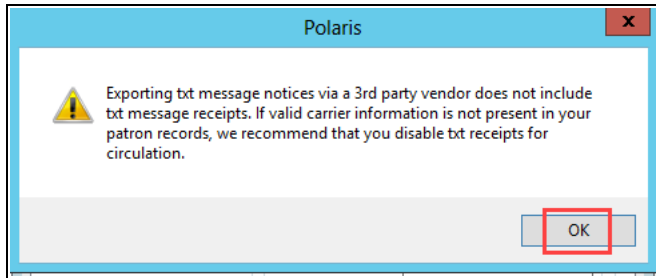 Polaris
x
Exporting txt message notices via a 3rd party vendor does not include
txt message receipts. If valid carrier information is not present in your
patron records, we recommend that you disable txt receipts for
circulation.
OK